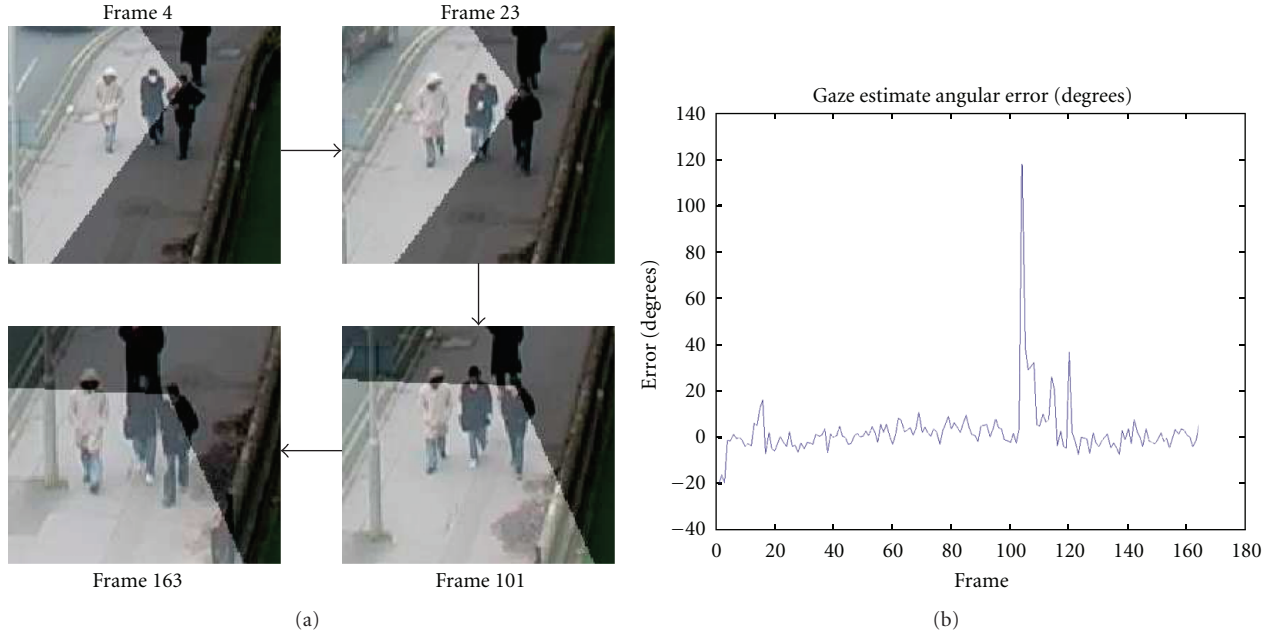 Frame 4
Frame 23
Frame 163
Frame 101
(a)
Gaze estimate angular error (degrees)
140
120
100
80
60
40
20
0
−20
−40
Error (degrees)
0 20 40 60 80 100 120 140 160 180
Frame
(b)